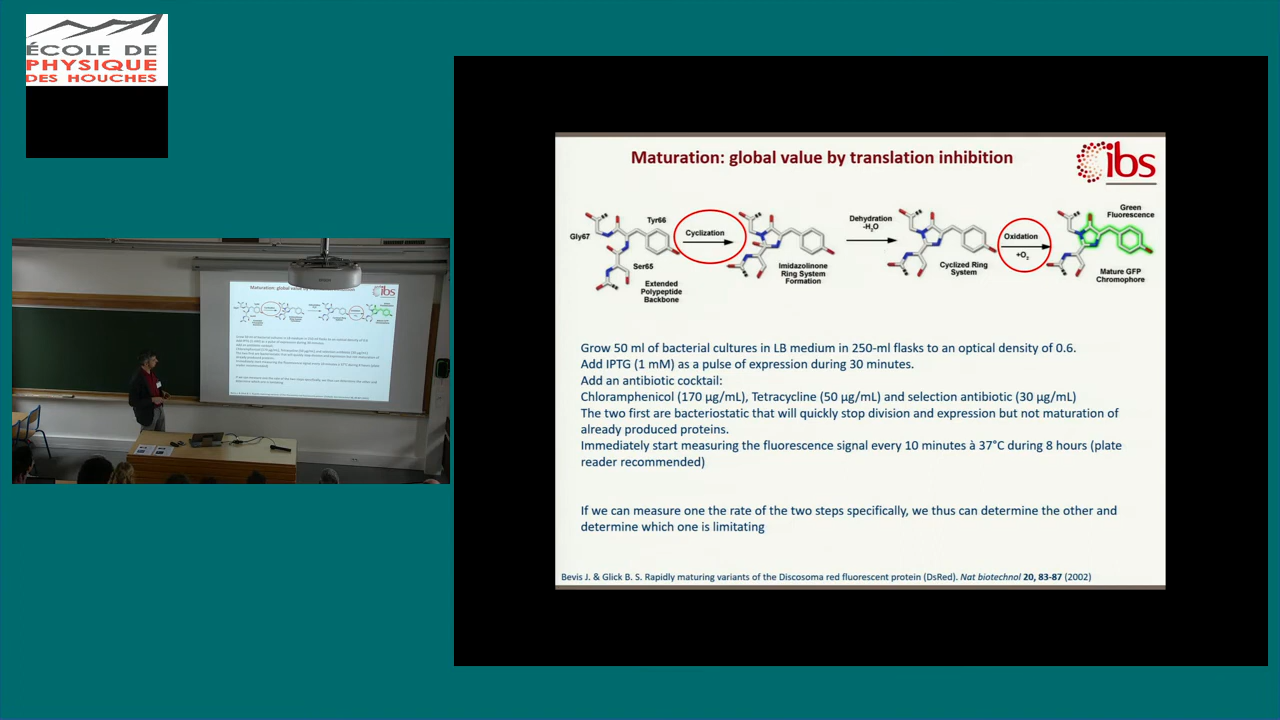 ÉCOLE DE
PHYSIQUE
DES HOUCHES
Maturation: global value by translation inhibition
ibs
Gly67
Tyr66
Ser65
Extended
Polypeptide
Backbone
Cyclization
Imidazolinone
Ring System
Formation
Dehydration
-H₂O
Cyclized Ring
System
Oxidation
+O₂
Green
Fluorescence
Mature GFP
Chromophore
Grow 50 ml of bacterial cultures in LB medium in 250-ml flasks to an optical density of 0.6.
Add IPTG (1 mM) as a pulse of expression during 30 minutes.
Add an antibiotic cocktail:
Chloramphenicol (170 µg/mL), Tetracycline (50 µg/mL) and selection antibiotic (30 µg/mL)
The two first are bacteriostatic that will quickly stop division and expression but not maturation of
already produced proteins.
Immediately start measuring the fluorescence signal every 10 minutes à 37°C during 8 hours (plate
reader recommended)
If we can measure one the rate of the two steps specifically, we thus can determine the other and
determine which one is limitating
Bevis J. & Glick B. S. Rapidly maturing variants of the Discosoma red fluorescent protein (DsRed). Nat biotechnol 20, 83-87 (2002)